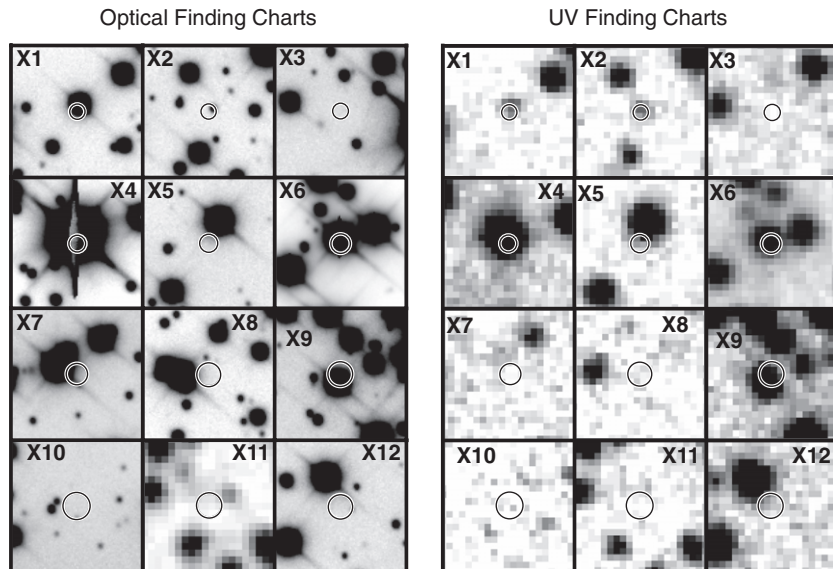 Optical Finding Charts
UV Finding Charts
X1 X2 X3
X4 X5 X6
X7 X8 X9
X10 X11 X12
X1 X2 X3
X4 X5 X6
X7 X8 X9
X10 X11 X12